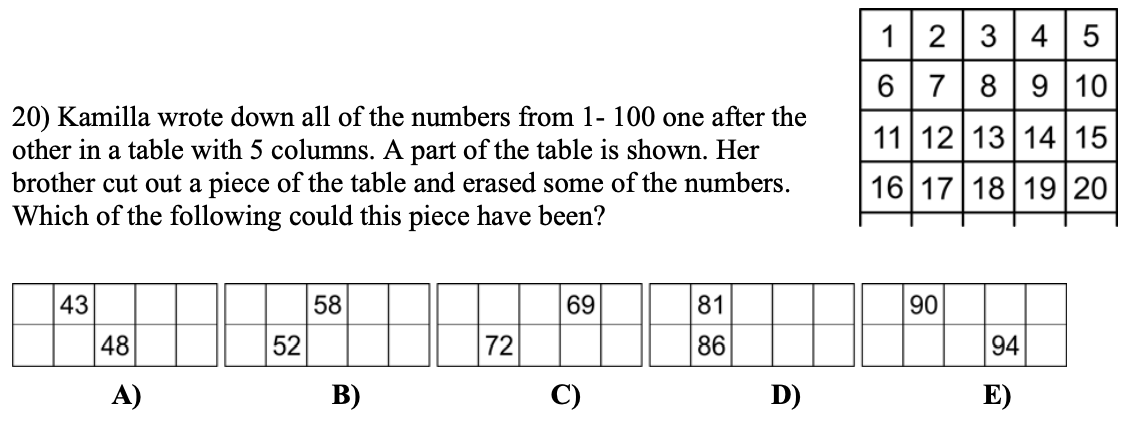 1 2 3 4 5
6 7 8 9 10
11 12 13 14 15
16 17 18 19 20
20) Kamilla wrote down all of the numbers from 1- 100 one after the
other in a table with 5 columns. A part of the table is shown. Her
brother cut out a piece of the table and erased some of the numbers.
Which of the following could this piece have been?
43
48
A)
58
52
B)
69
72
C)
81
86
D)
90
94
E)